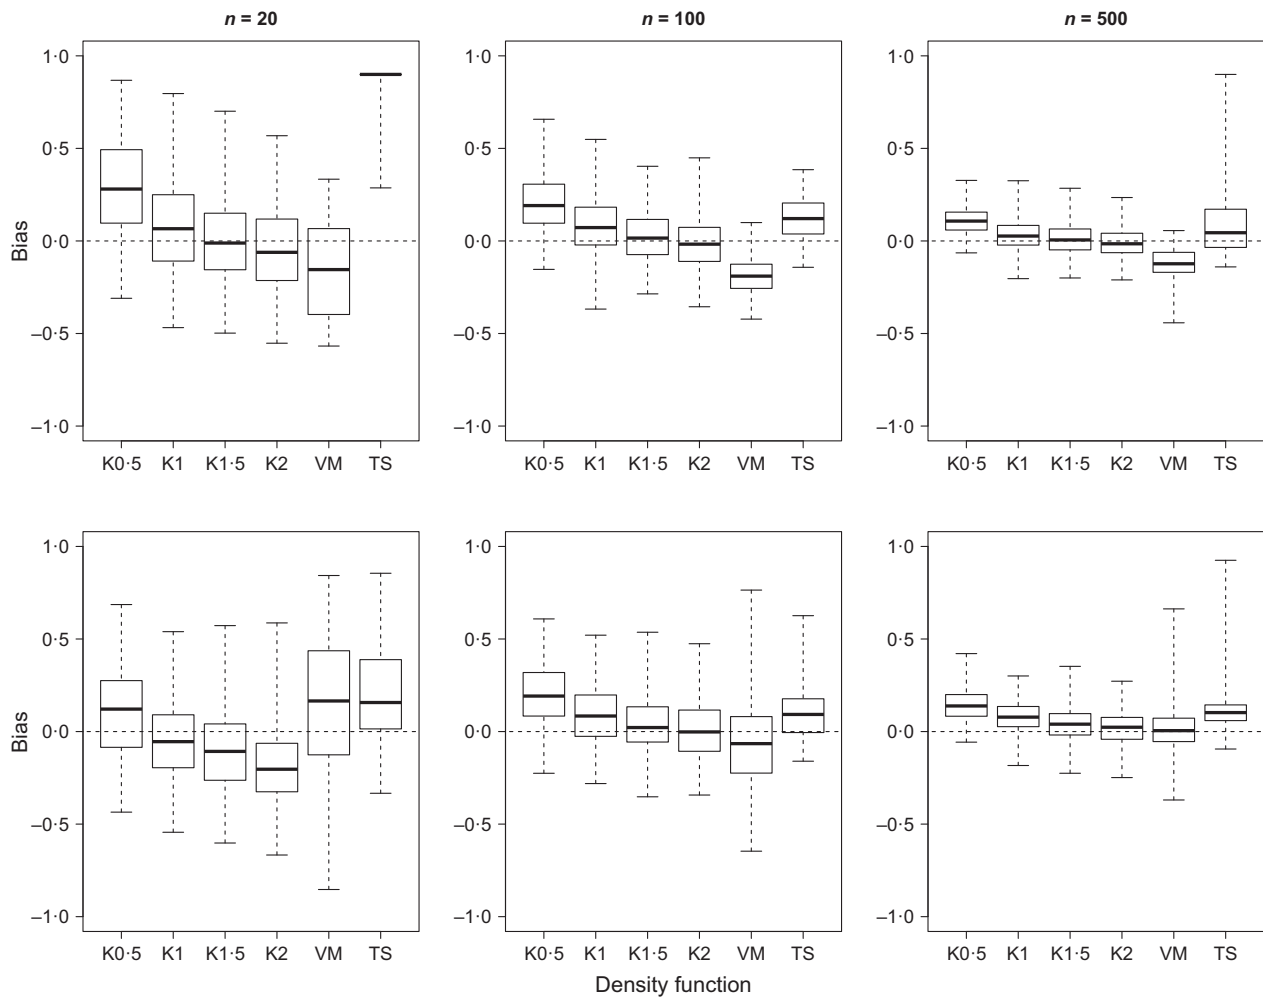 n = 20 n = 100 n = 500
1·0 1·0 1·0
0·5 0·5 0·5
0·0 0·0 0·0
–0·5 –0·5 –0·5
–1·0 –1·0 –1·0
Bias
K0·5 K1 K1·5 K2 VM TS K0·5 K1 K1·5 K2 VM TS K0·5 K1 K1·5 K2 VM TS
1·0 1·0 1·0
0·5 0·5 0·5
0·0 0·0 0·0
–0·5 –0·5 –0·5
–1·0 –1·0 –1·0
Bias
K0·5 K1 K1·5 K2 VM TS K0·5 K1 K1·5 K2 VM TS K0·5 K1 K1·5 K2 VM TS
Density function